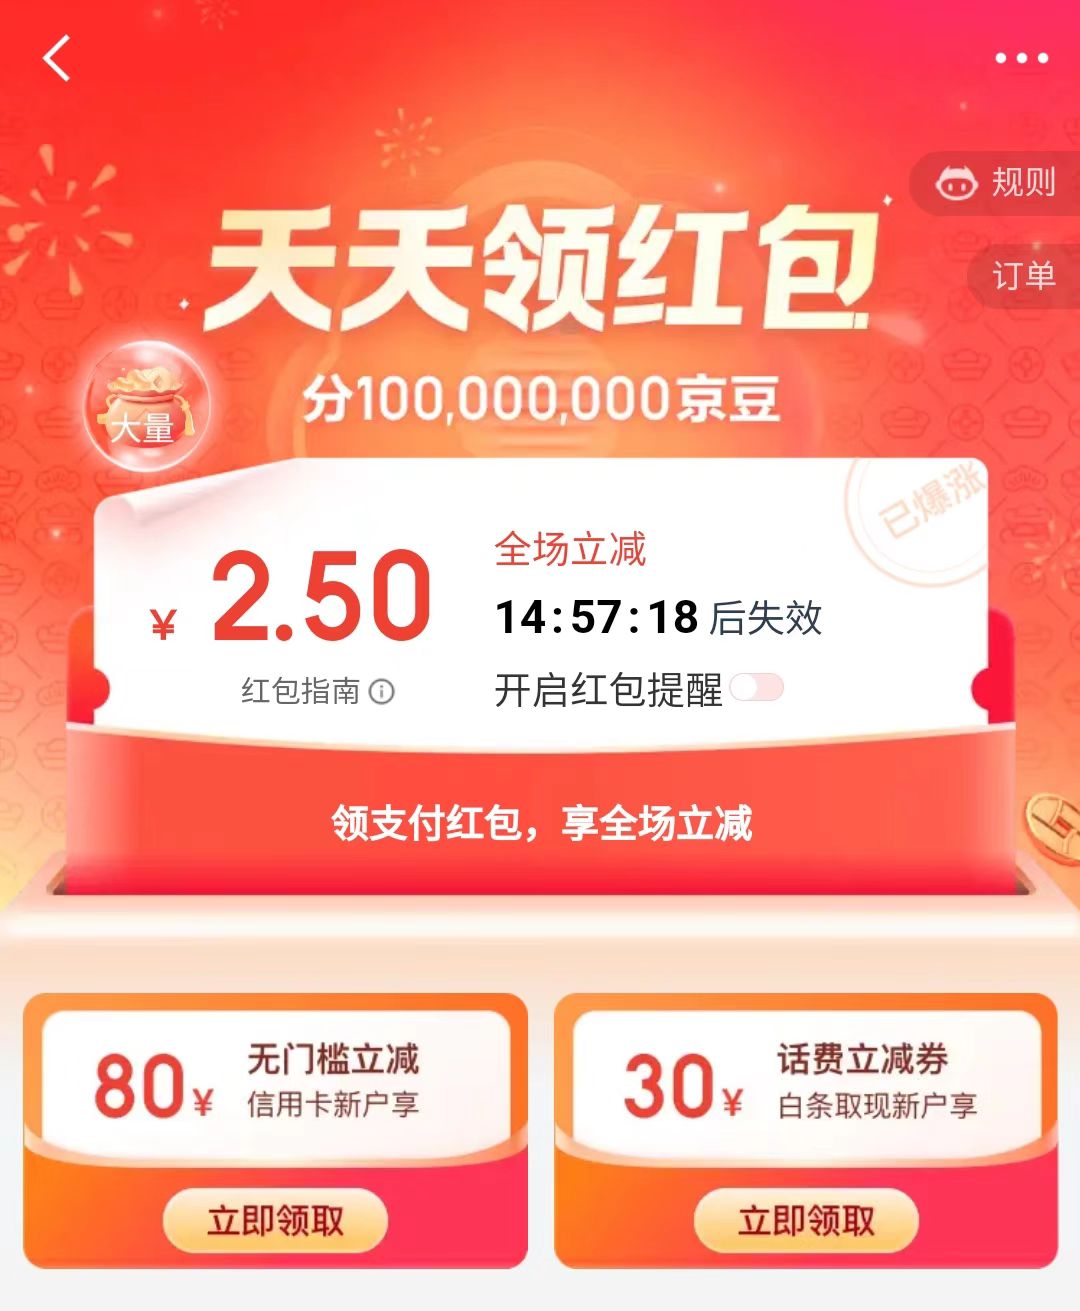 规则
天天领红包
订单
分100,000,000京豆
大量
已爆涨
¥ 2.50
全场立减
14:57:18 后失效
红包指南
开启红包提醒
领支付红包，享全场立减
80¥
无门槛立减
信用卡新户享
立即领取
30¥
话费立减券
白条取现新户享
立即领取